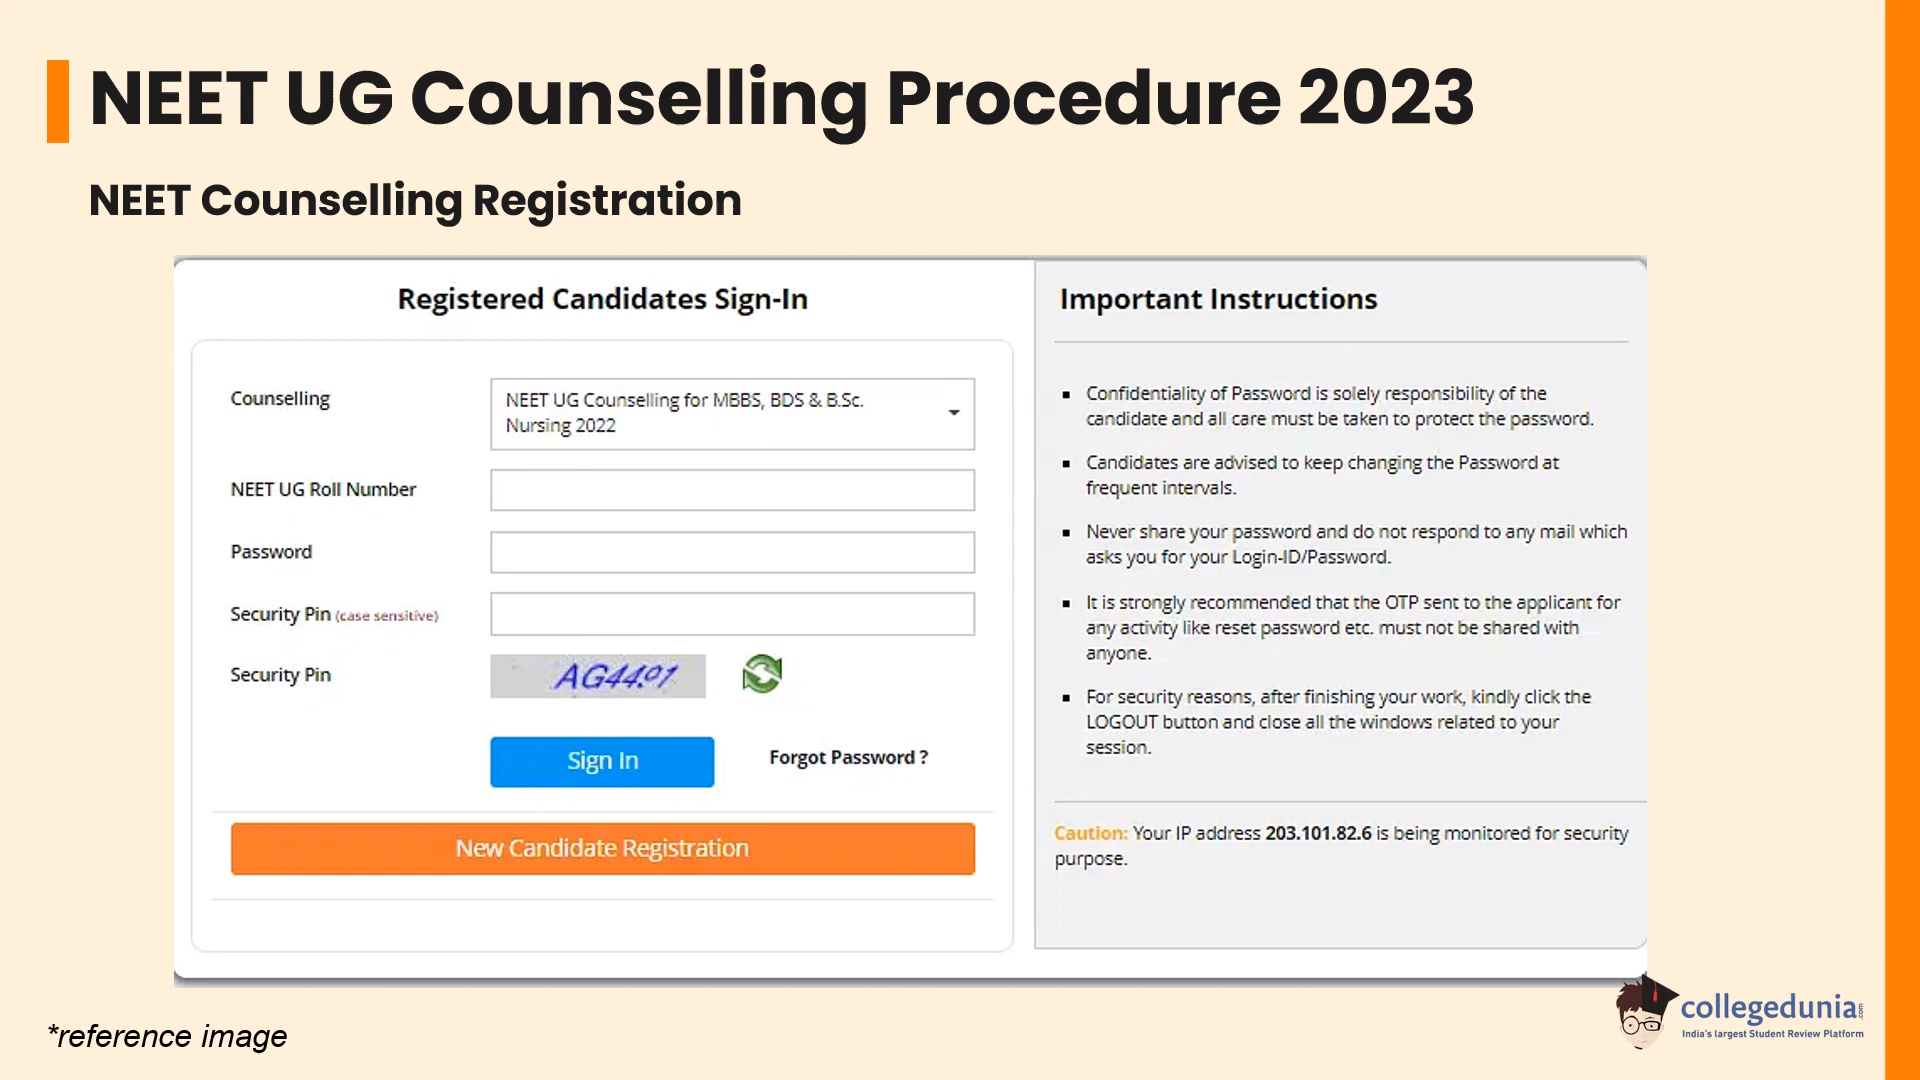 NEET UG Counselling Procedure 2023
NEET Counselling Registration
Registered Candidates Sign-In
Counselling
NEET UG Counselling for MBBS, BDS & B.Sc.
Nursing 2022
NEET UG Roll Number
Password
Security Pin (case sensitive)
Security Pin
Sign In
Forgot Password ?
New Candidate Registration
Important Instructions
▪ Confidentiality of Password is solely responsibility of the
candidate and all care must be taken to protect the password.
▪ Candidates are advised to keep changing the Password at
frequent intervals.
▪ Never share your password and do not respond to any mail which
asks you for your Login-ID/Password.
▪ It is strongly recommended that the OTP sent to the applicant for
any activity like reset password etc. must not be shared with
anyone.
▪ For security reasons, after finishing your work, kindly click the
LOGOUT button and close all the windows related to your
session.
Caution: Your IP address 203.101.82.6 is being monitored for security
purpose.
*reference image
collegedunia.com
India's largest Student Review Platform